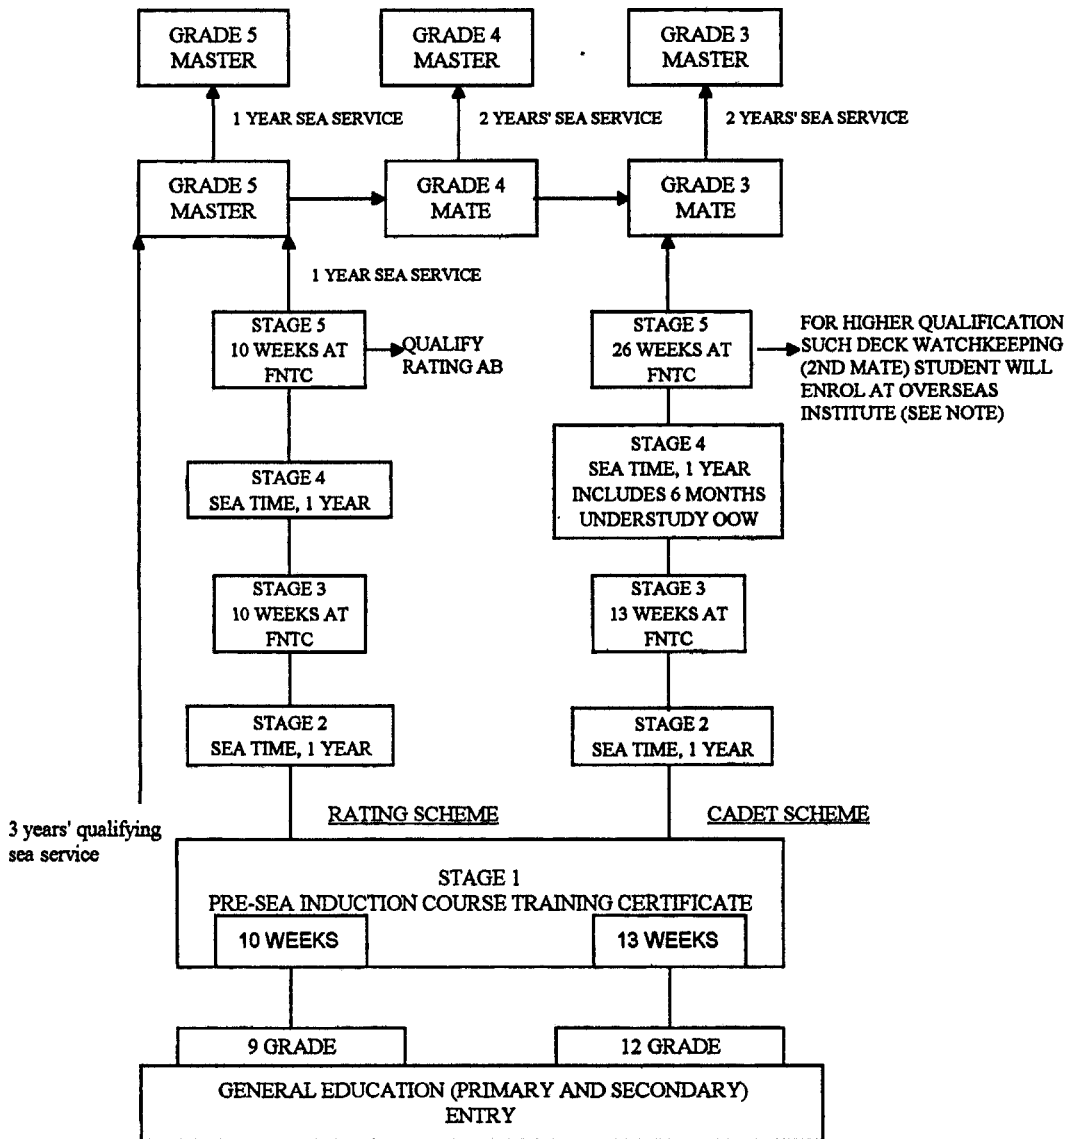 GRADE 5
MASTER
GRADE 4
MASTER
GRADE 3
MASTER
1 YEAR SEA SERVICE
2 YEARS' SEA SERVICE
2 YEARS' SEA SERVICE
GRADE 5
MASTER
GRADE 4
MATE
GRADE 3
MATE
1 YEAR SEA SERVICE
STAGE 5
10 WEEKS AT
FNTC
QUALIFY
RATING AB
STAGE 5
26 WEEKS AT
FNTC
FOR HIGHER QUALIFICATION
SUCH DECK WATCHKEEPING
(2ND MATE) STUDENT WILL
ENROL AT OVERSEAS
INSTITUTE (SEE NOTE)
STAGE 4
SEA TIME, 1 YEAR
STAGE 4
SEA TIME, 1 YEAR
INCLUDES 6 MONTHS
UNDERSTUDY OOW
STAGE 3
10 WEEKS AT
FNTC
STAGE 3
13 WEEKS AT
FNTC
STAGE 2
SEA TIME, 1 YEAR
STAGE 2
SEA TIME, 1 YEAR
3 years' qualifying
sea service
RATING SCHEME
CADET SCHEME
STAGE 1
PRE-SEA INDUCTION COURSE TRAINING CERTIFICATE
10 WEEKS
13 WEEKS
9 GRADE
12 GRADE
GENERAL EDUCATION (PRIMARY AND SECONDARY)
ENTRY